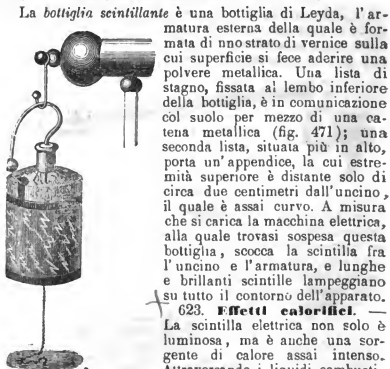 La bottiglia scintillante è una bottiglia di Leyda, l'ar-
matura esterna della quale è for-
mata di nno strato di vernice sulla
cui superficie si fece aderire una
polvere metallica. Una lista di
stagno, fissata al lembo inferiore
della bottiglia, è in comunicazione
còl suolo per mezzo di una ca-
tena metallica (fig. 471); una
seconda lista, situata più in alto,
porta un'appendice, la cui estre-
mità superiore è distante solo di
circa due centimetri dall'uncino,
il quale è assai curvo. A misura
che si carica la macchina elettrica,
alla quale trovasi sospesa questa
bottiglia, scocca la scintilla fra
l'uncino e l'armatura, e lunghe
e brillanti scintille lampeggiano
su tutto il contorno dell'apparato.
623. Effetti calorifici. —
La scintilla elettrica non solo è
luminosa, ma è anche una sor-
gente di calore assai intenso.
Attraversando i liquidi combusti-